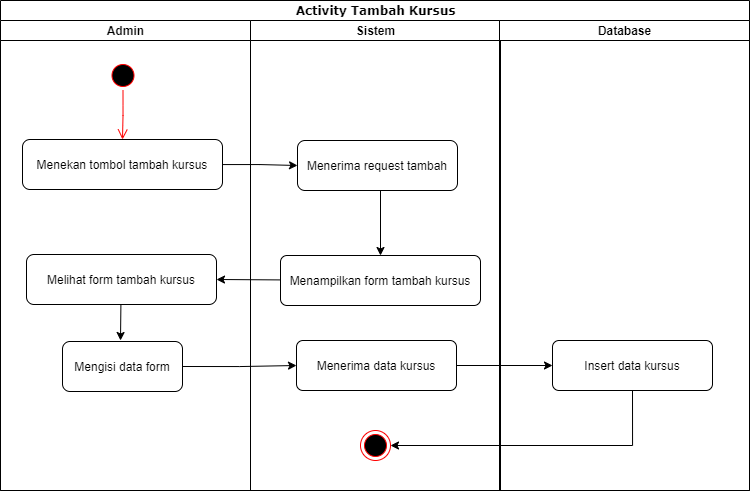 Activity Tambah Kursus
Admin
Sistem
Database
Menekan tombol tambah kursus
Menerima request tambah
Melihat form tambah kursus
Menampilkan form tambah kursus
Mengisi data form
Menerima data kursus
Insert data kursus